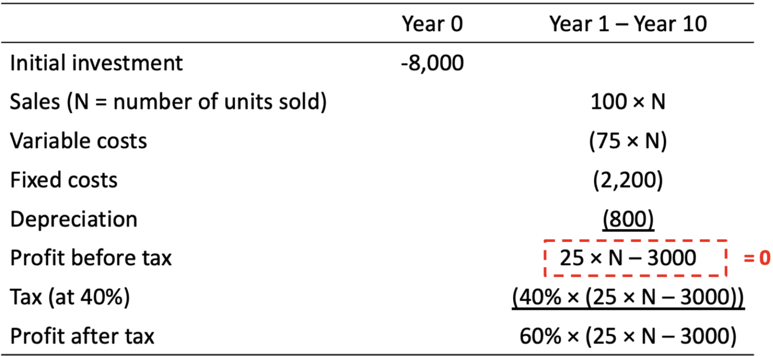 Year 0 Year 1 – Year 10
Initial investment -8,000
Sales (N = number of units sold) 100 × N
Variable costs (75 × N)
Fixed costs (2,200)
Depreciation (800)
Profit before tax 25 × N – 3000 = 0
Tax (at 40%) (40% × (25 × N – 3000))
Profit after tax 60% × (25 × N – 3000)